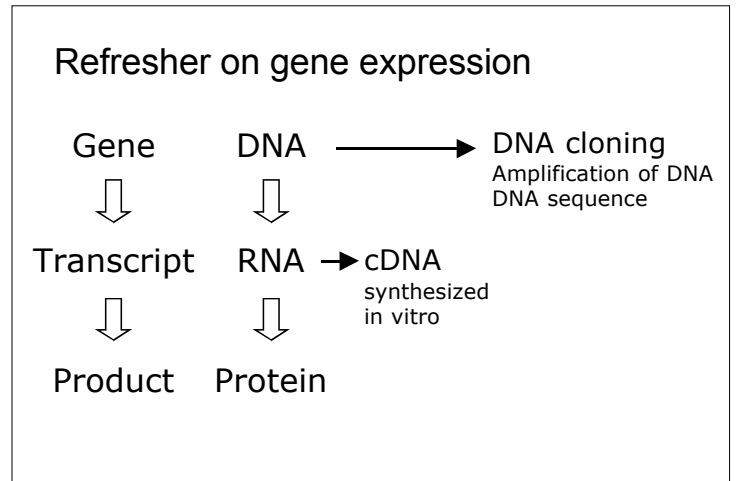 Refresher on gene expression
Gene DNA DNA cloning
Amplification of DNA
DNA sequence
Transcript RNA cDNA
synthesized
in vitro
Product Protein